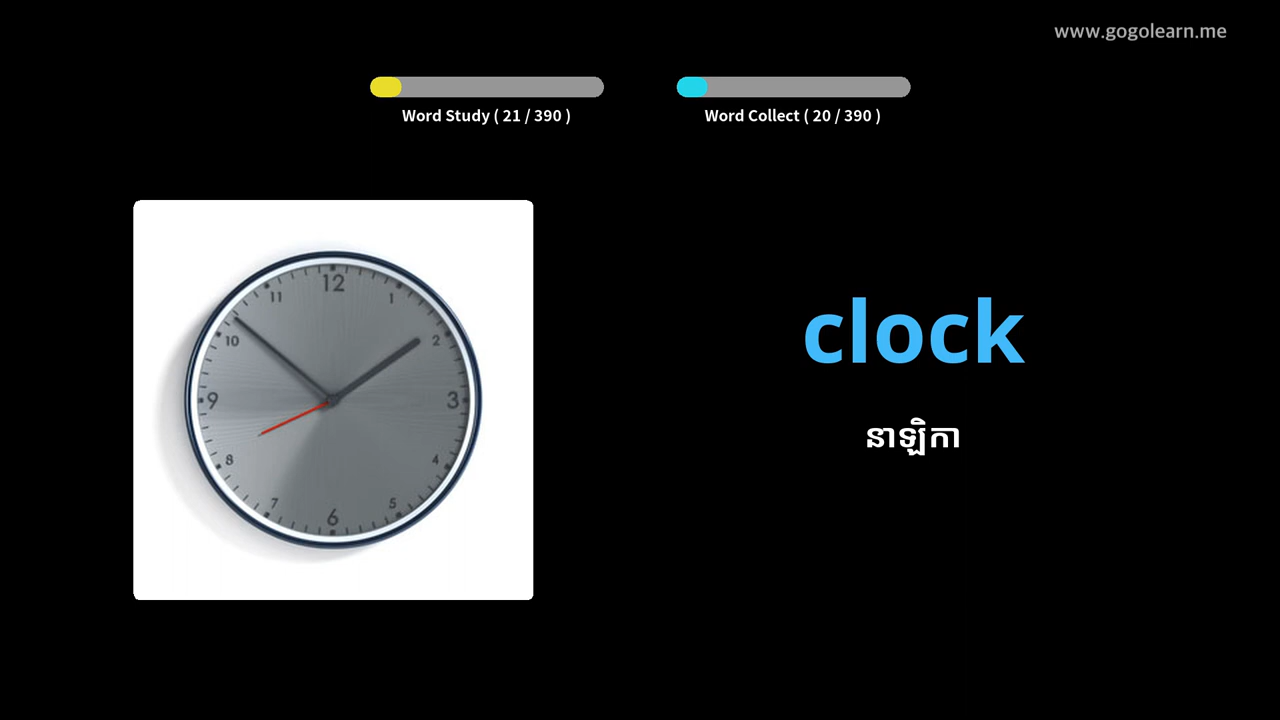 www.gogolearn.me
Word Study ( 21 / 390 )
Word Collect ( 20 / 390 )
12
11
1
10
2
9
3
8
4
7
5
6
clock
នាឡិកា